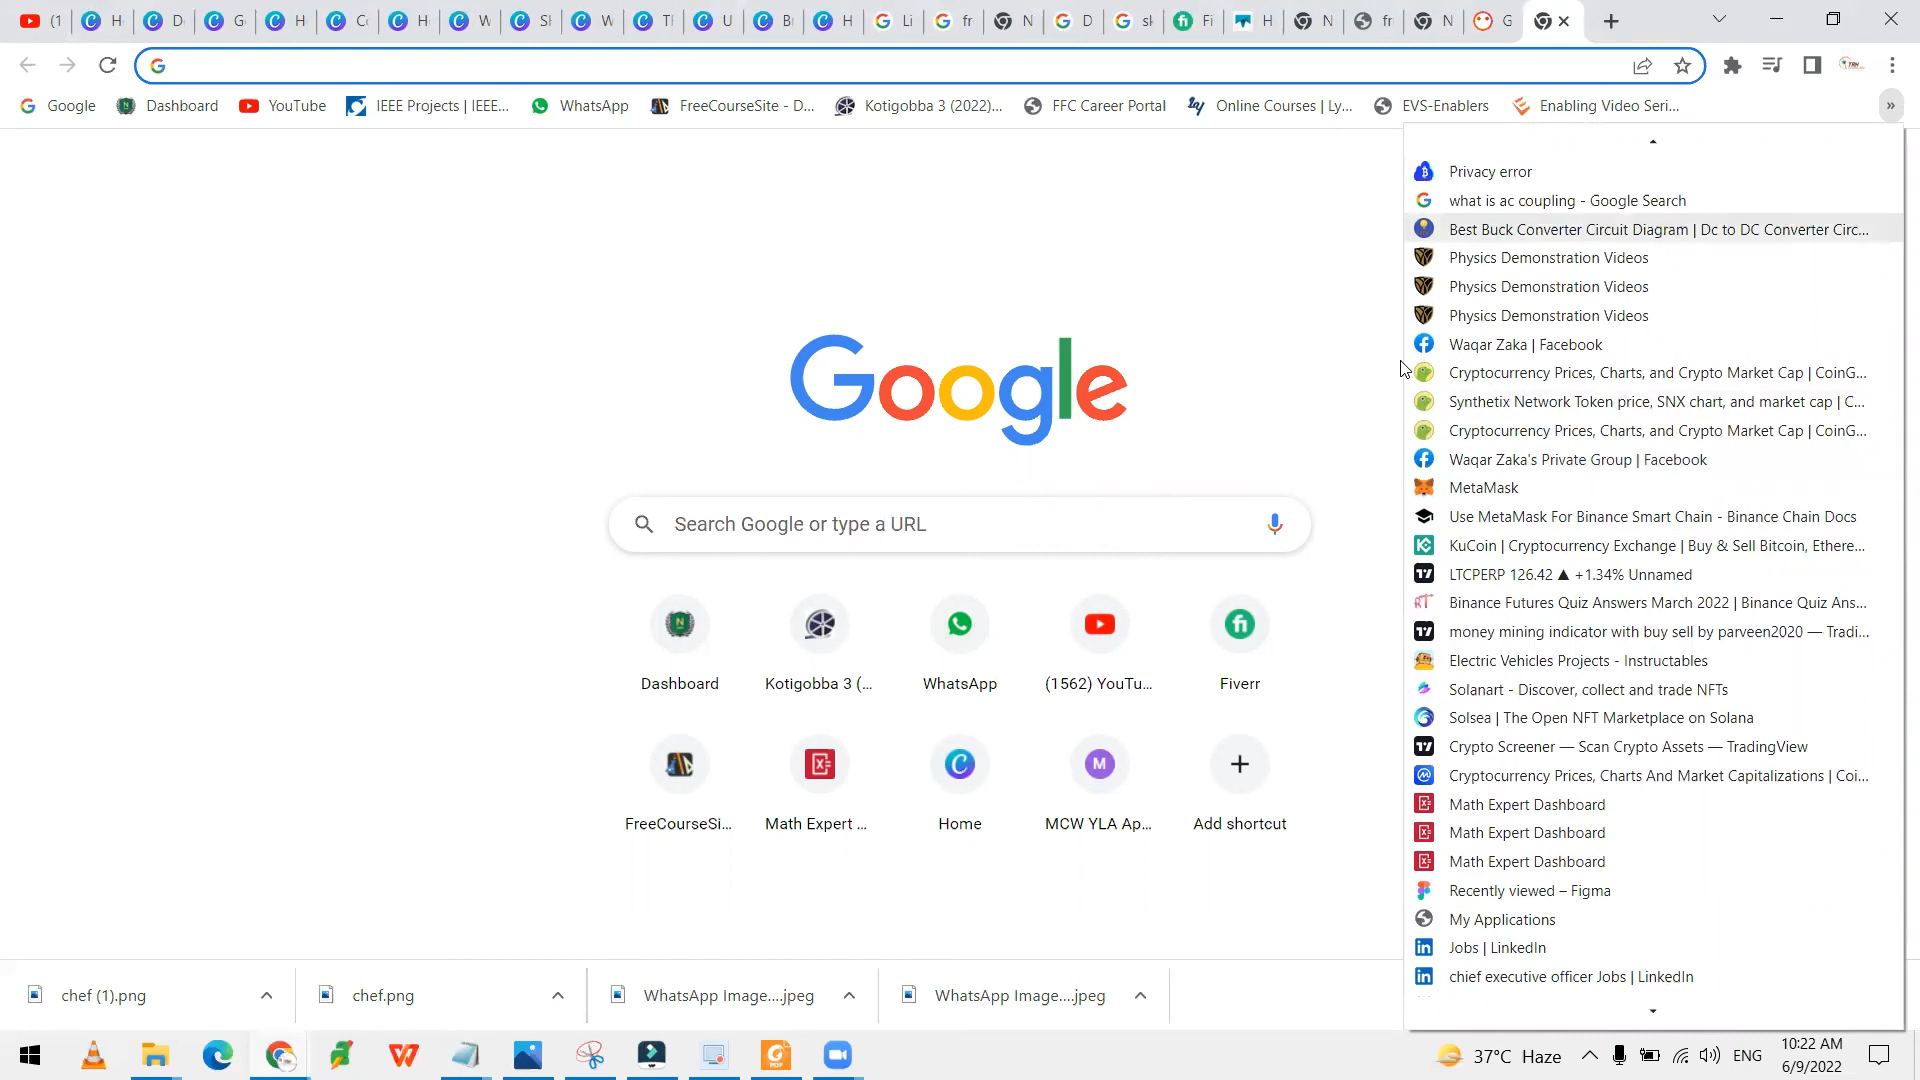 (1
H
D
G
H
C
H
W
Sl
W
Tl
U
B
H
Li
fr
N
D
sk
Fi
H
N
fr
N
G
Google
Dashboard
YouTube
IEEE Projects | IEEE...
WhatsApp
FreeCourseSite - D...
Kotigobba 3 (2022)...
FFC Career Portal
Online Courses | Ly...
EVS-Enablers
Enabling Video Seri...
»
Privacy error
what is ac coupling - Google Search
Best Buck Converter Circuit Diagram | Dc to DC Converter Circ...
Physics Demonstration Videos
Physics Demonstration Videos
Physics Demonstration Videos
Waqar Zaka | Facebook
Cryptocurrency Prices, Charts, and Crypto Market Cap | CoinG...
Synthetix Network Token price, SNX chart, and market cap | C...
Cryptocurrency Prices, Charts, and Crypto Market Cap | CoinG...
Waqar Zaka's Private Group | Facebook
MetaMask
Use MetaMask For Binance Smart Chain - Binance Chain Docs
KuCoin | Cryptocurrency Exchange | Buy & Sell Bitcoin, Ethere...
LTCPERP 126.42 ▲ +1.34% Unnamed
Binance Futures Quiz Answers March 2022 | Binance Quiz Ans...
money mining indicator with buy sell by parveen2020 — Tradi...
Electric Vehicles Projects - Instructables
Solanart - Discover, collect and trade NFTs
Solsea | The Open NFT Marketplace on Solana
Crypto Screener — Scan Crypto Assets — TradingView
Cryptocurrency Prices, Charts And Market Capitalizations | Coi...
Math Expert Dashboard
Math Expert Dashboard
Math Expert Dashboard
Recently viewed – Figma
My Applications
Jobs | LinkedIn
chief executive officer Jobs | LinkedIn
Google
Search Google or type a URL
Dashboard
Kotigobba 3 (...
WhatsApp
(1562) YouTu...
Fiverr
FreeCourseSi...
Math Expert ...
Home
M
MCW YLA Ap...
Add shortcut
chef (1).png
chef.png
WhatsApp Image....jpeg
WhatsApp Image....jpeg
37°C Haze
ENG
10:22 AM
6/9/2022